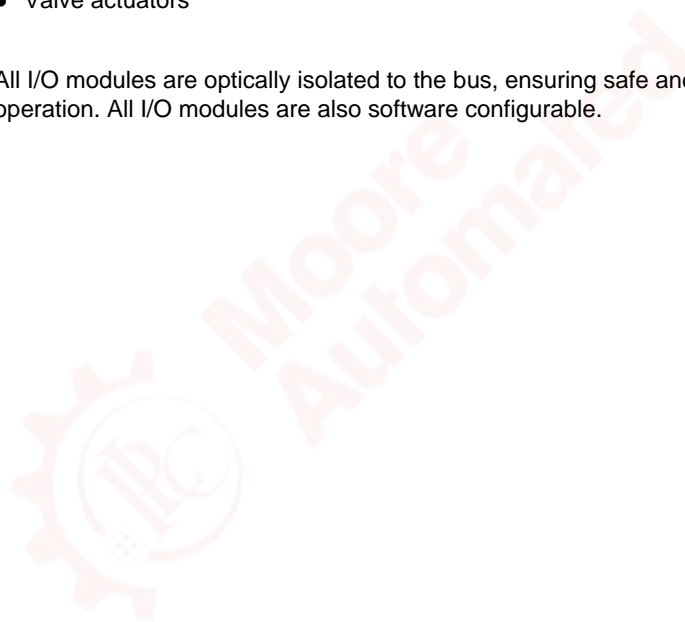 ● Valve actuators
All I/O modules are optically isolated to the bus, ensuring safe and
operation. All I/O modules are also software configurable.
Moore
Automated
IPLC